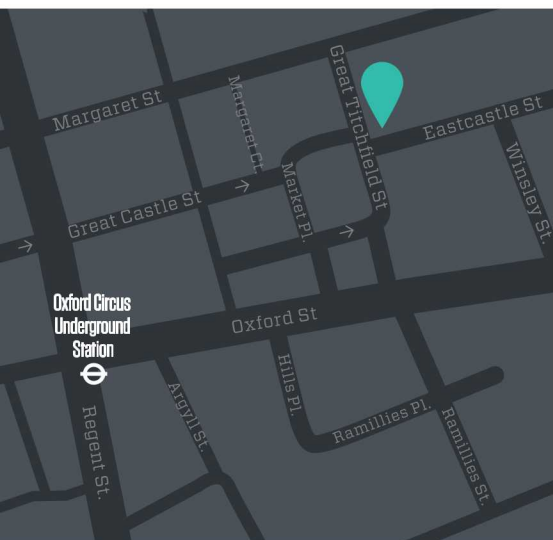 Margaret St
Margaret Ct.
Great Titchfield St
Eastcastle St
Winsley St.
Great Castle St
Market Pl.
Oxford Circus
Underground
Station
Oxford St
Regent St.
Argyll St.
Hills Pl.
Ramillies Pl.
Ramillies St.